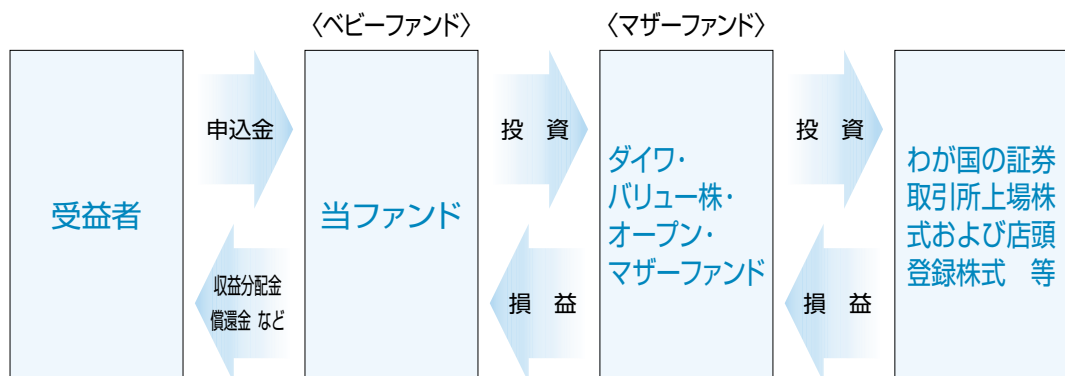 〈ベビーファンド〉
〈マザーファンド〉
受益者
申込金
収益分配金
償還金 など
当ファンド
投　資
損　益
ダイワ・
バリュー株・
オープン・
マザーファンド
投　資
損　益
わが国の証券
取引所上場株
式および店頭
登録株式　等